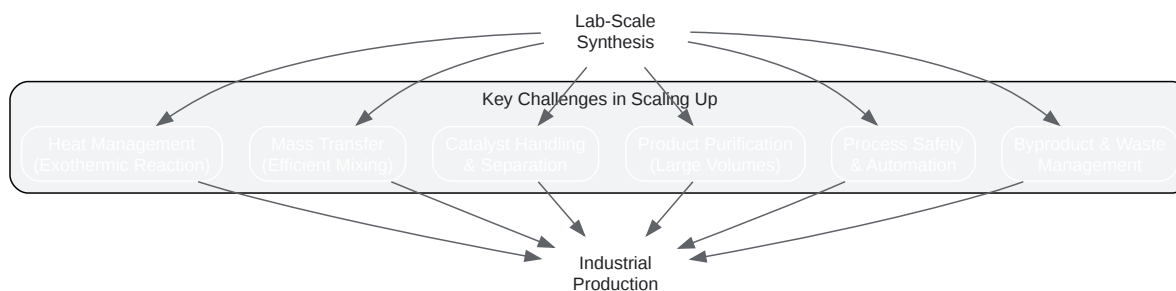 Lab-Scale
Synthesis
Key Challenges in Scaling Up
Heat Management
(Exothermic Reaction)
Mass Transfer
(Efficient Mixing)
Catalyst Handling
& Separation
Product Purification
(Large Volumes)
Process Safety
& Automation
Byproduct & Waste
Management
Industrial
Production